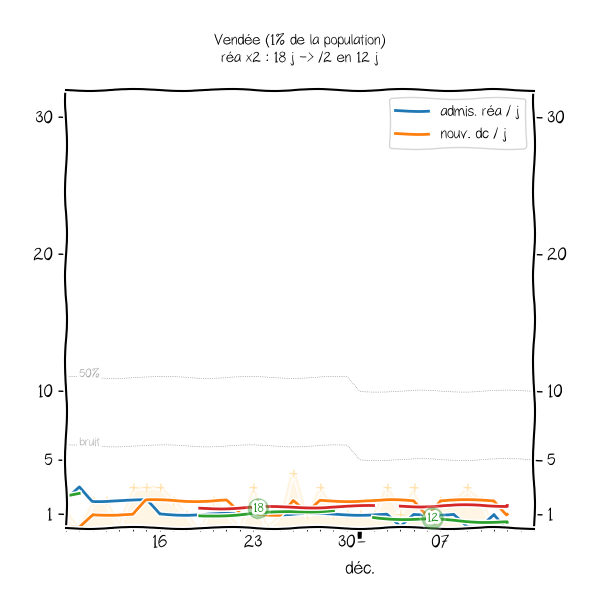 Vendée (1% de la population)
réa x2 : 18 j -> /2 en 12 j
admis. réa / j
nouv. dc / j
30 30
20 20
50%
10 10
bruit
5 5
1 18 12 1
16 23 30 07
déc.